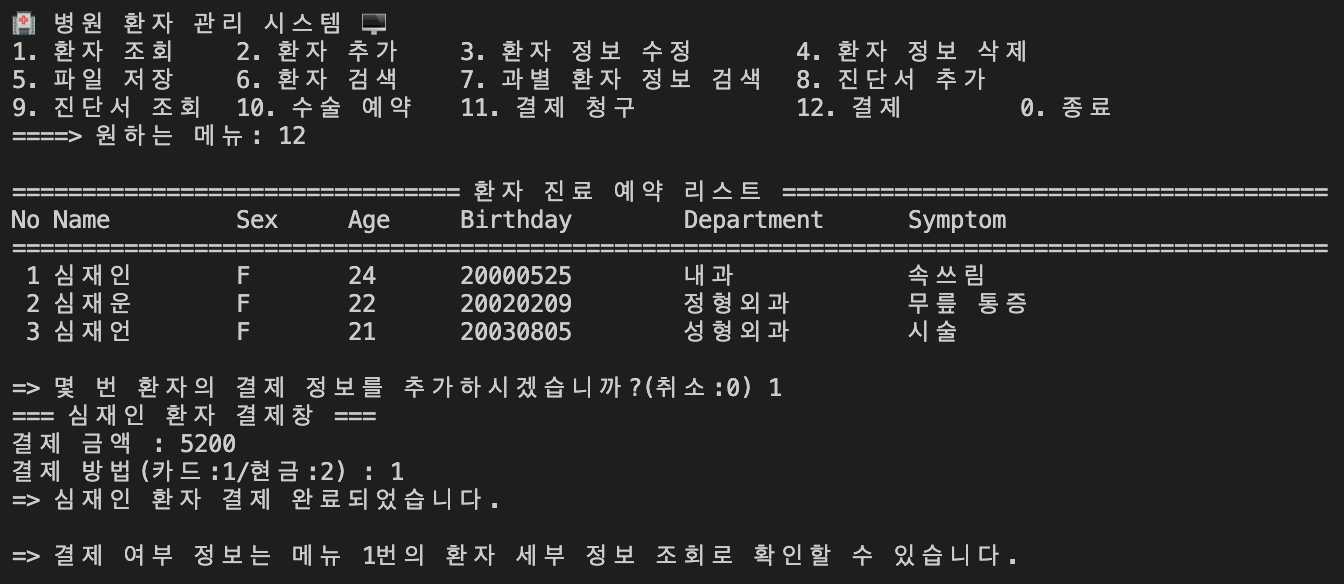 🏥 병원 환자 관리 시스템 🖥️
1. 환자 조회 2. 환자 추가 3. 환자 정보 수정 4. 환자 정보 삭제
5. 파일 저장 6. 환자 검색 7. 과별 환자 정보 검색 8. 진단서 추가
9. 진단서 조회 10. 수술 예약 11. 결제 청구 12. 결제 0. 종료
====> 원하는 메뉴: 12
================================ 환자 진료 예약 리스트 =======================================
No Name Sex Age Birthday Department Symptom
==============================================================================================
1 심재인 F 24 20000525 내과 속쓰림
2 심재운 F 22 20020209 정형외과 무릎 통증
3 심재언 F 21 20030805 성형외과 시술
=> 몇 번 환자의 결제 정보를 추가하시겠습니까?(취소:0) 1
=== 심재인 환자 결제창 ===
결제 금액 : 5200
결제 방법(카드:1/현금:2) : 1
=> 심재인 환자 결제 완료되었습니다.
=> 결제 여부 정보는 메뉴 1번의 환자 세부 정보 조회로 확인할 수 있습니다.